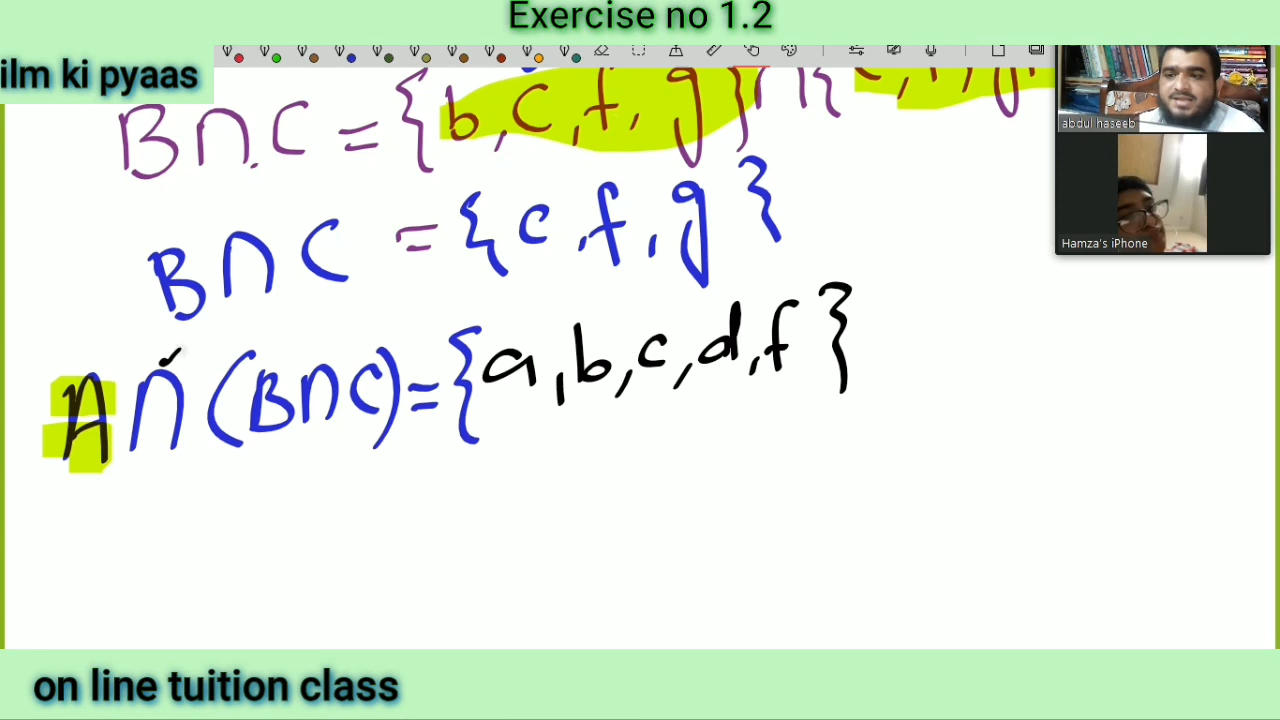 Exercise no 1.2
ilm ki pyaas
abdul haseeb
B∩C = {b,c,f,g}∩{
Hamza's iPhone
B∩C = {c,f,g}
A∩(B∩C)={a,b,c,d,f}
on line tuition class